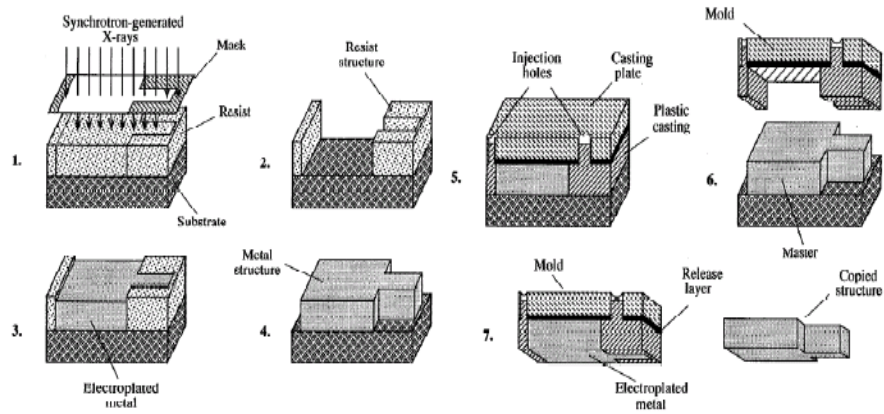 Synchrotron-generated
X-rays
Mask
Resist
1.
Substrate
Resist
structure
2.
3.
Electroplated
metal
Metal
structure
4.
Injection
holes
Casting
plate
Plastic
casting
5.
Mold
6.
Master
Mold
Release
layer
7.
Electroplated
metal
Copied
structure